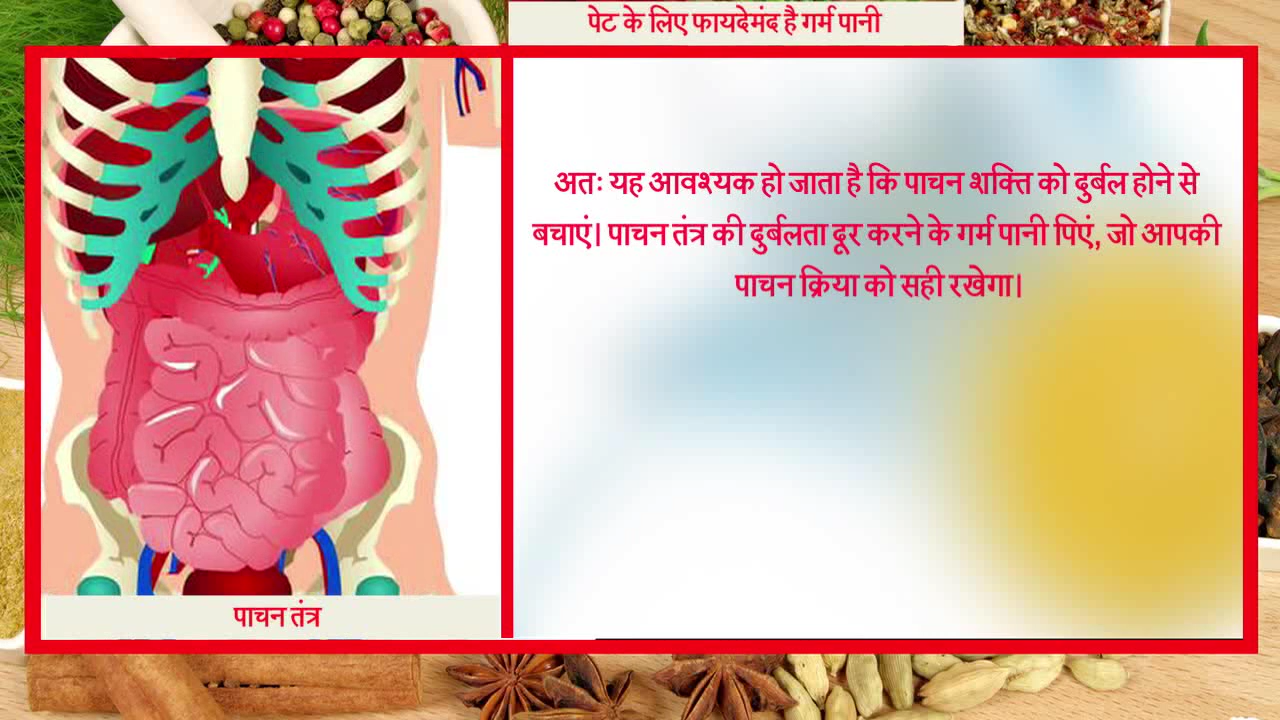 पेट के लिए फायदेमंद है गर्म पानी
अतः यह आवश्यक हो जाता है कि पाचन शक्ति को दुर्बल होने से
बचाएं। पाचन तंत्र की दुर्बलता दूर करने के गर्म पानी पिएं, जो आपकी
पाचन क्रिया को सही रखेगा।
पाचन तंत्र